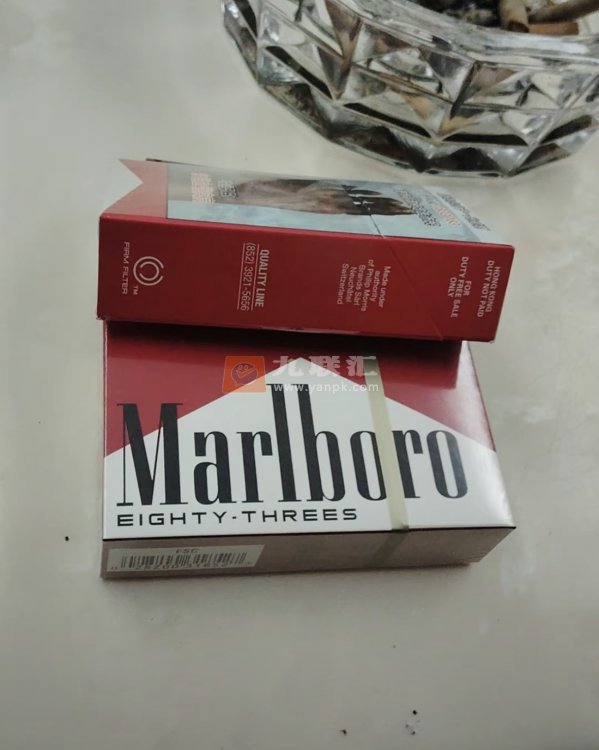 FIRM FILTER
TM
QUALITY LINE
(852) 3921-5656
Made under
authority
of Philip Morris
Brands Sàrl
Neuchâtel
Switzerland
FOR
DUTY FREE SALE
ONLY
HONG KONG
DUTY NOT PAID
九联汇
www.yanpk.com
Marlboro
EIGHTY-THREES
FSC